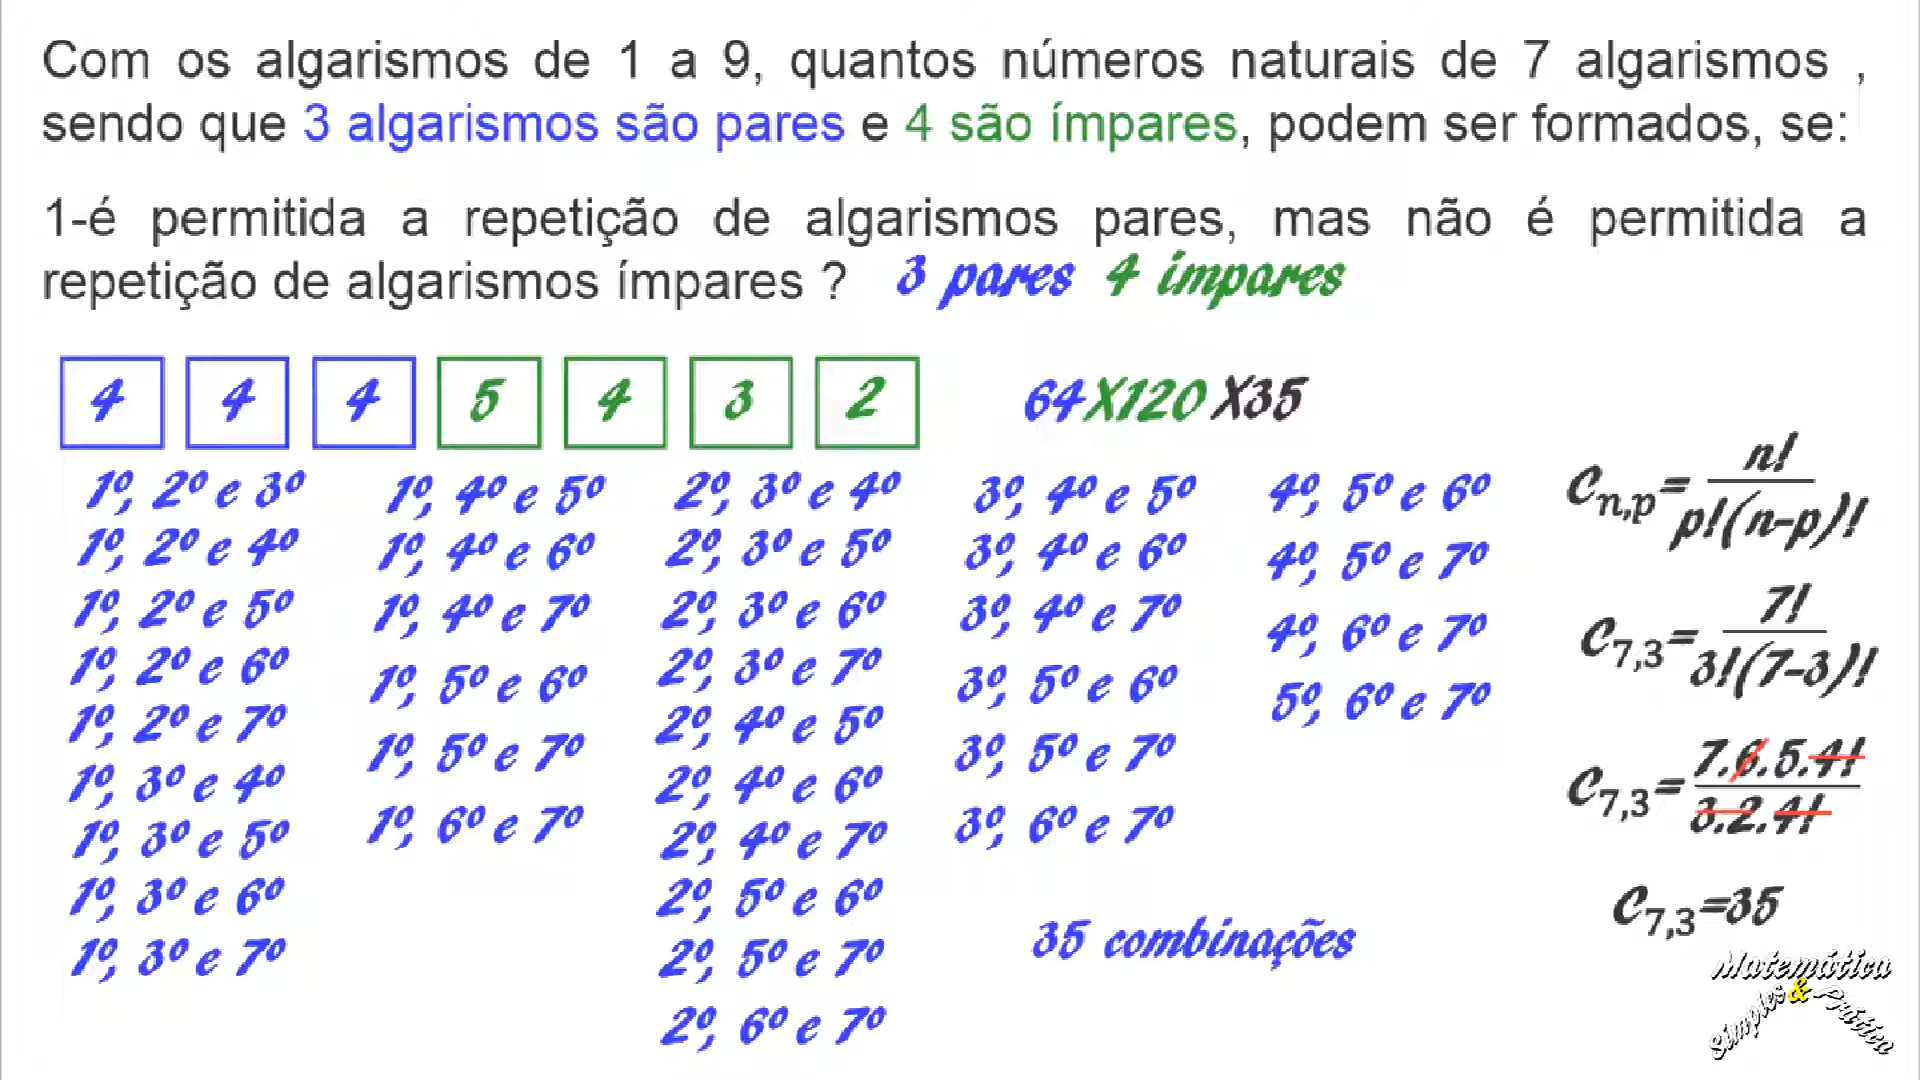 Com os algarismos de 1 a 9, quantos números naturais de 7 algarismos ,
sendo que 3 algarismos são pares e 4 são ímpares, podem ser formados, se:
1-é permitida a repetição de algarismos pares, mas não é permitida a
repetição de algarismos ímpares ? 3 pares 4 ímpares
4 4 4 5 4 3 2 64X120X35
1º, 2º e 3º
1º, 2º e 4º
1º, 2º e 5º
1º, 2º e 6º
1º, 2º e 7º
1º, 3º e 4º
1º, 3º e 5º
1º, 3º e 6º
1º, 3º e 7º
1º, 4º e 5º
1º, 4º e 6º
1º, 4º e 7º
1º, 5º e 6º
1º, 5º e 7º
1º, 6º e 7º
2º, 3º e 4º
2º, 3º e 5º
2º, 3º e 6º
2º, 3º e 7º
2º, 4º e 5º
2º, 4º e 6º
2º, 4º e 7º
2º, 5º e 6º
2º, 5º e 7º
2º, 6º e 7º
3º, 4º e 5º
3º, 4º e 6º
3º, 4º e 7º
3º, 5º e 6º
3º, 5º e 7º
3º, 6º e 7º
4º, 5º e 6º
4º, 5º e 7º
4º, 6º e 7º
5º, 6º e 7º
35 combinações
Cn,p= n!
p!(n-p)!
C7,3= 7!
3!(7-3)!
C7,3= 7.6.5.4!
3.2.4!
C7,3=35
Matemática
Simples & Prática